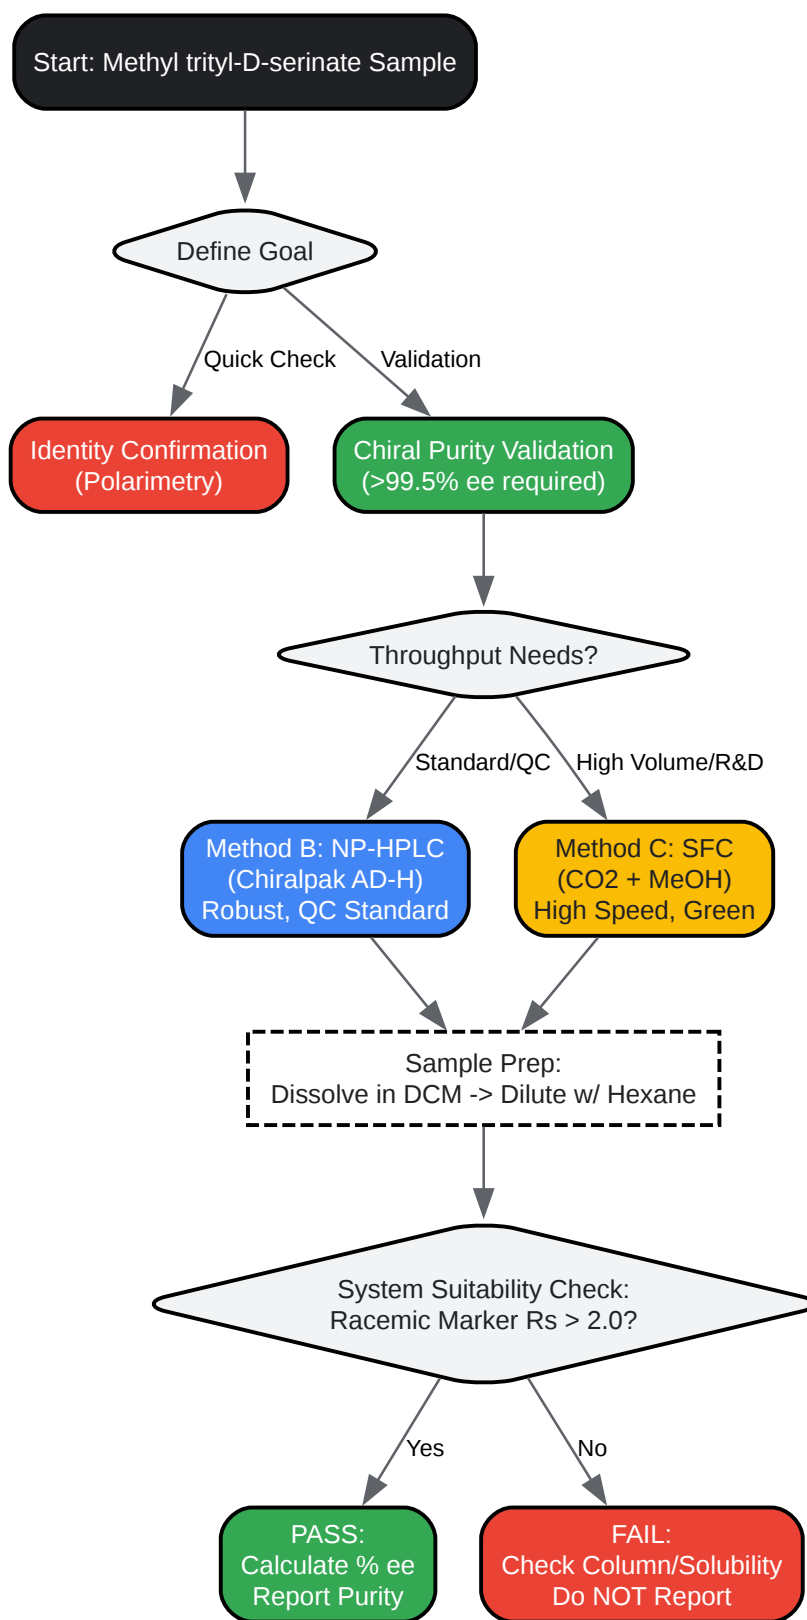 Start: Methyl trityl-D-serinate Sample
Define Goal
Quick Check
Validation
Identity Confirmation
(Polarimetry)
Chiral Purity Validation
(>99.5% ee required)
Throughput Needs?
Standard/QC
High Volume/R&D
Method B: NP-HPLC
(Chiralpak AD-H)
Robust, QC Standard
Method C: SFC
(CO2 + MeOH)
High Speed, Green
Sample Prep:
Dissolve in DCM -> Dilute w/ Hexane
System Suitability Check:
Racemic Marker Rs > 2.0?
Yes
No
PASS:
Calculate % ee
Report Purity
FAIL:
Check Column/Solubility
Do NOT Report